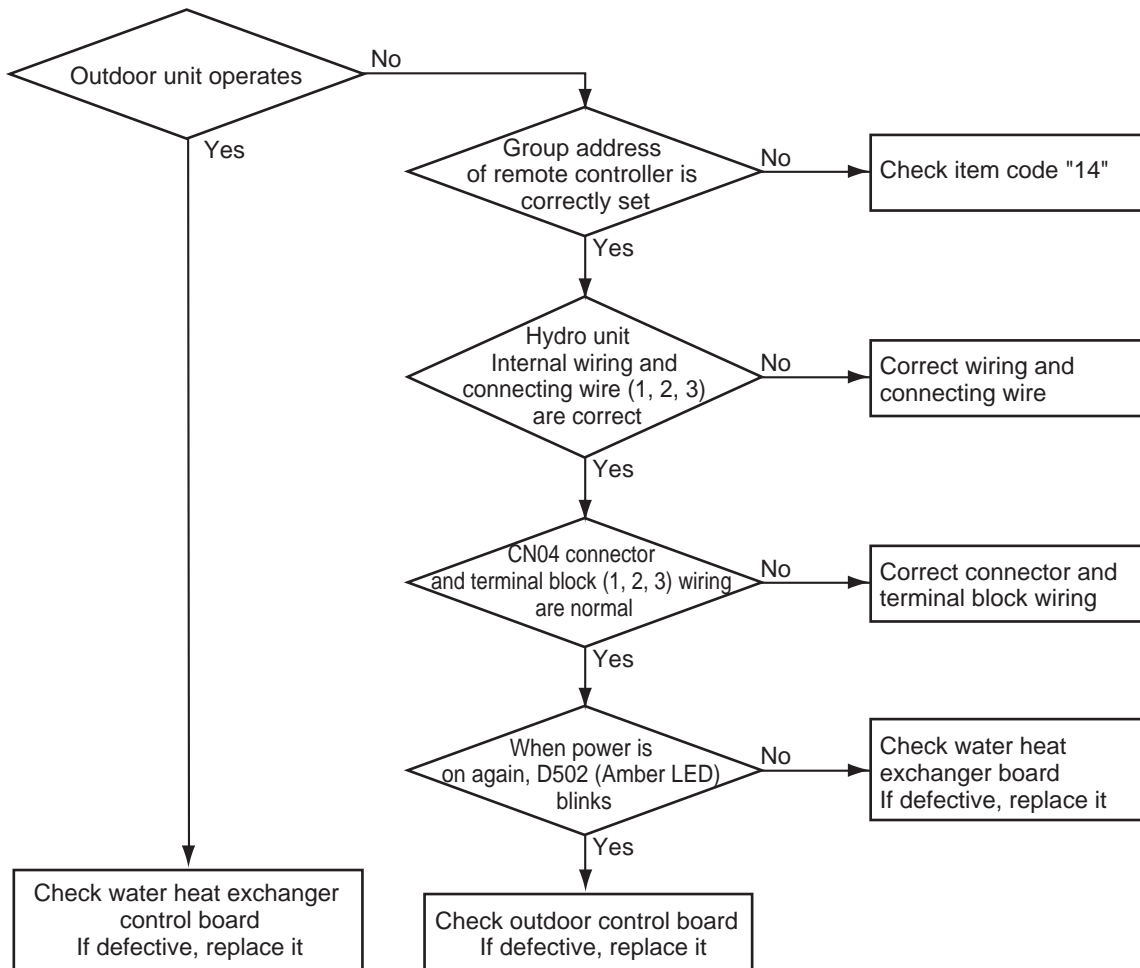 Outdoor unit operates
No
Yes
Group address
of remote controller is
correctly set
No
Check item code "14"
Yes
Hydro unit
Internal wiring and
connecting wire (1, 2, 3)
are correct
No
Correct wiring and
connecting wire
Yes
CN04 connector
and terminal block (1, 2, 3) wiring
are normal
No
Correct connector and
terminal block wiring
Yes
When power is
on again, D502 (Amber LED)
blinks
No
Check water heat
exchanger board
If defective, replace it
Yes
Check water heat exchanger
control board
If defective, replace it
Check outdoor control board
If defective, replace it